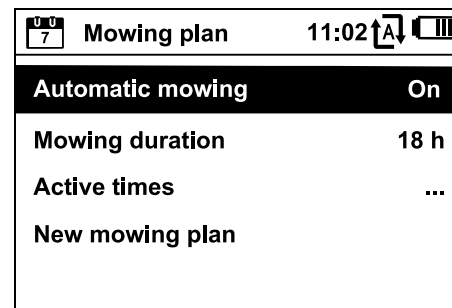 7 Mowing plan 11:02 A
Automatic mowing On
Mowing duration 18 h
Active times ...
New mowing plan